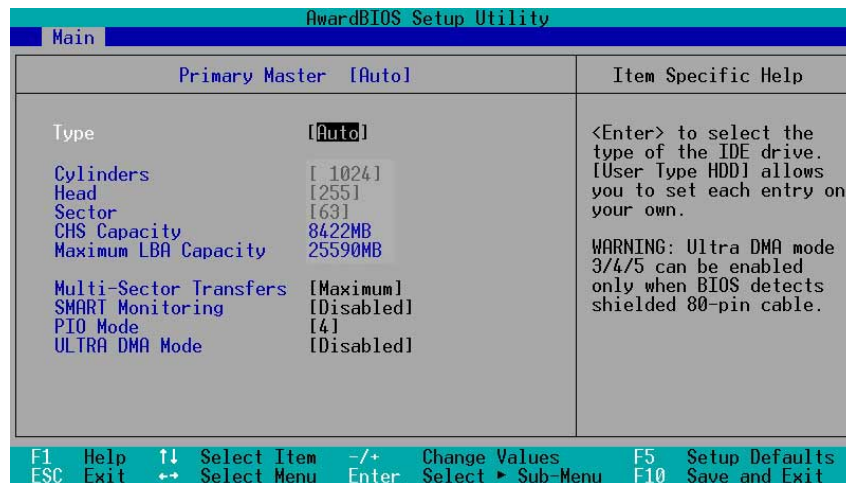 AwardBIOS Setup Utility
Main
Primary Master [Auto]
Item Specific Help
Type [Auto]
Cylinders [ 1024]
Head [255]
Sector [63]
CHS Capacity 8422MB
Maximum LBA Capacity 25590MB
Multi-Sector Transfers [Maximum]
SMART Monitoring [Disabled]
PIO Mode [4]
ULTRA DMA Mode [Disabled]
<Enter> to select the
type of the IDE drive.
[User Type HDD] allows
you to set each entry on
your own.
WARNING: Ultra DMA mode
3/4/5 can be enabled
only when BIOS detects
shielded 80-pin cable.
F1 Help ↑↓ Select Item -/+ Change Values F5 Setup Defaults
ESC Exit ←→ Select Menu Enter Select ► Sub-Menu F10 Save and Exit